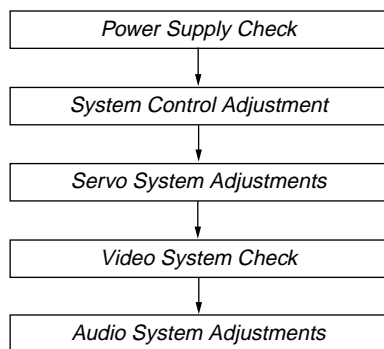 Power Supply Check
System Control Adjustment
Servo System Adjustments
Video System Check
Audio System Adjustments